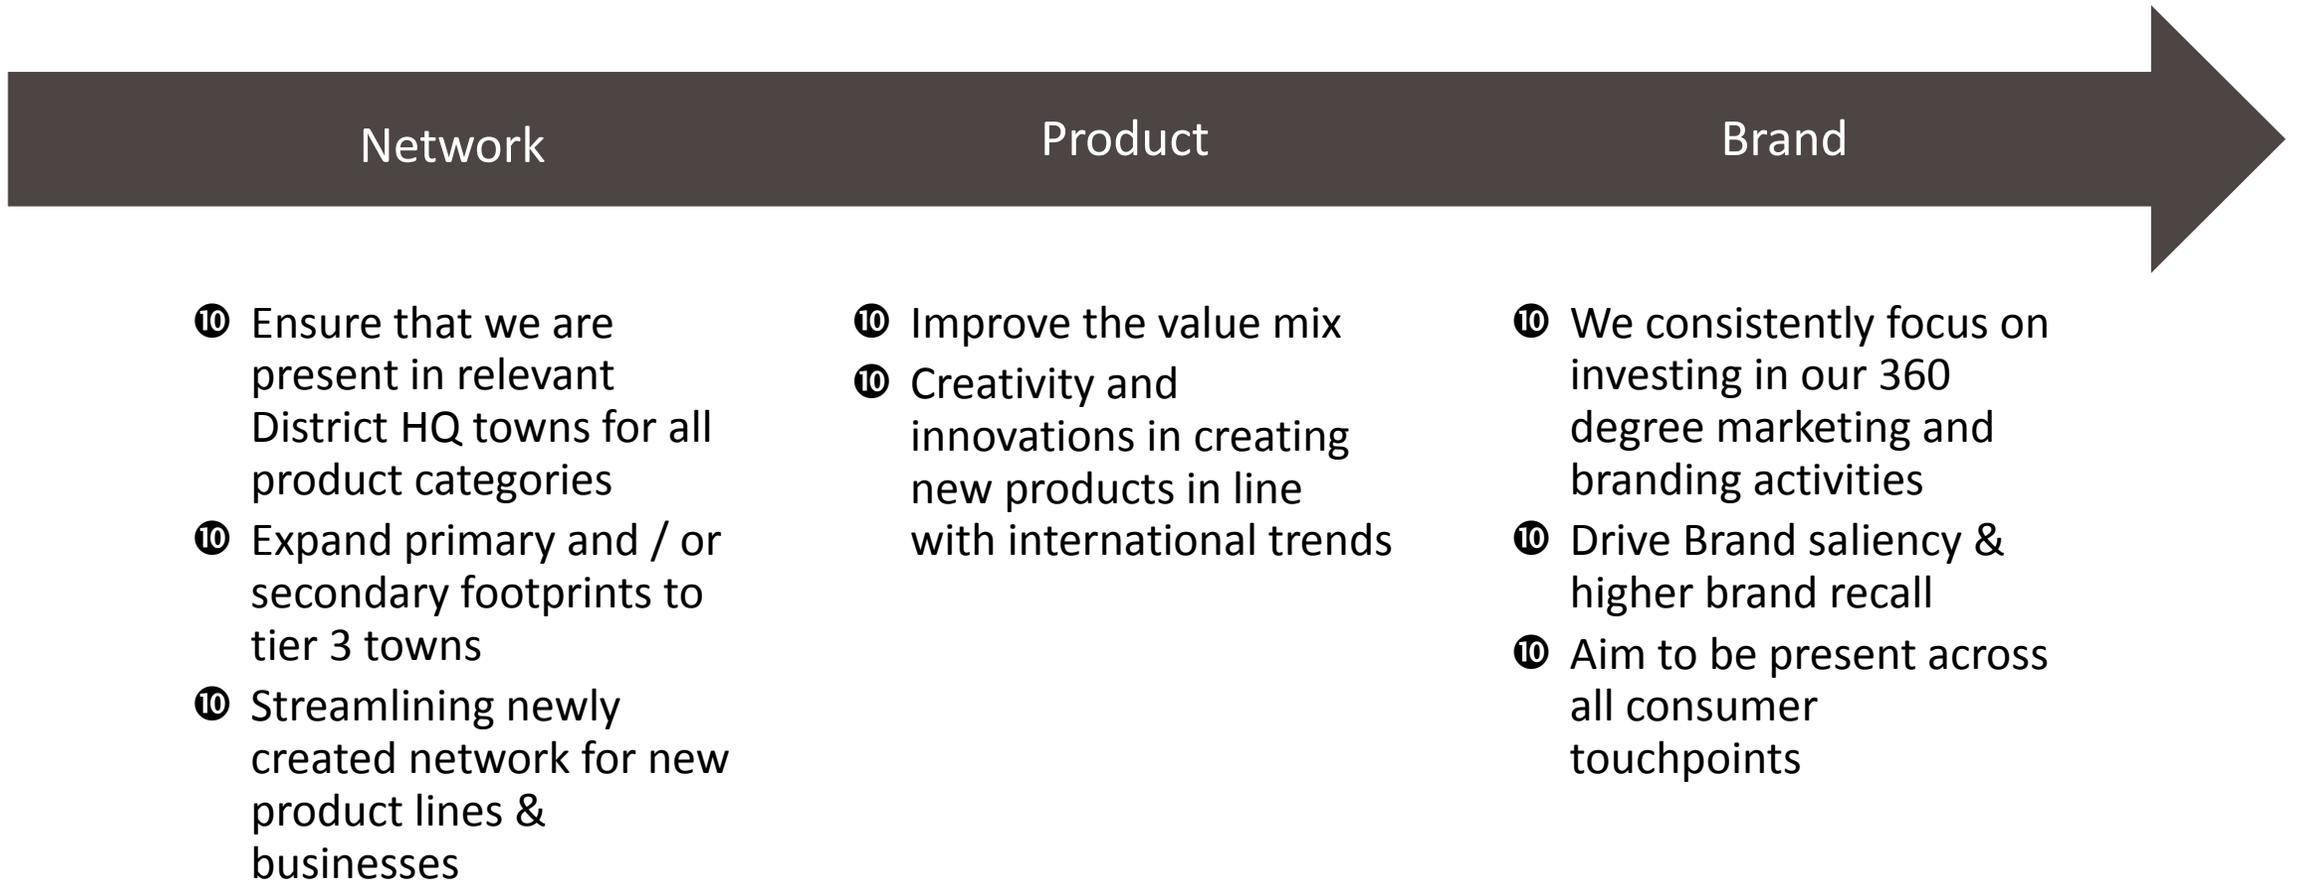 Network
Product
Brand
❿ Ensure that we are
present in relevant
District HQ towns for all
product categories
❿ Expand primary and / or
secondary footprints to
tier 3 towns
❿ Streamlining newly
created network for new
product lines &
businesses
❿ Improve the value mix
❿ Creativity and
innovations in creating
new products in line
with international trends
❿ We consistently focus on
investing in our 360
degree marketing and
branding activities
❿ Drive Brand saliency &
higher brand recall
❿ Aim to be present across
all consumer
touchpoints